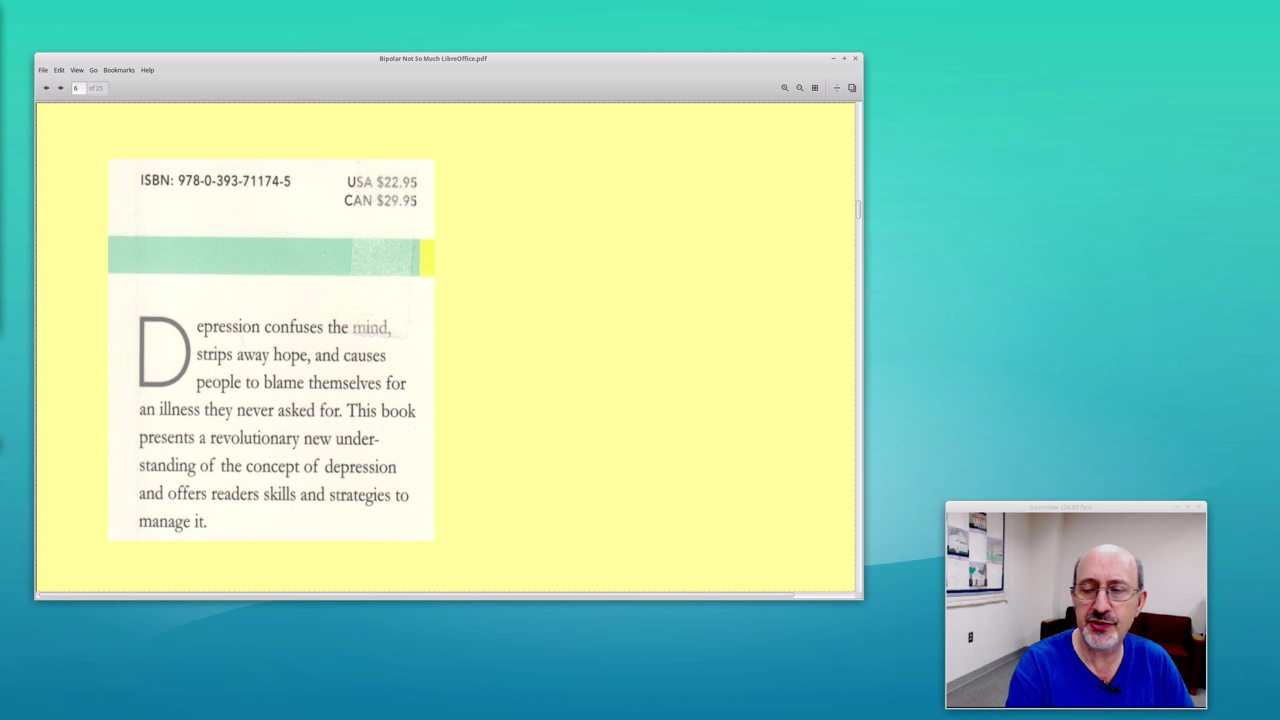 Bipolar Not So Much LibreOffice.pdf
File Edit View Go Bookmarks Help
6 of 25
ISBN: 978-0-393-71174-5
USA $22.95
CAN $29.95
Depression confuses the mind,
strips away hope, and causes
people to blame themselves for
an illness they never asked for. This book
presents a revolutionary new under-
standing of the concept of depression
and offers readers skills and strategies to
manage it.